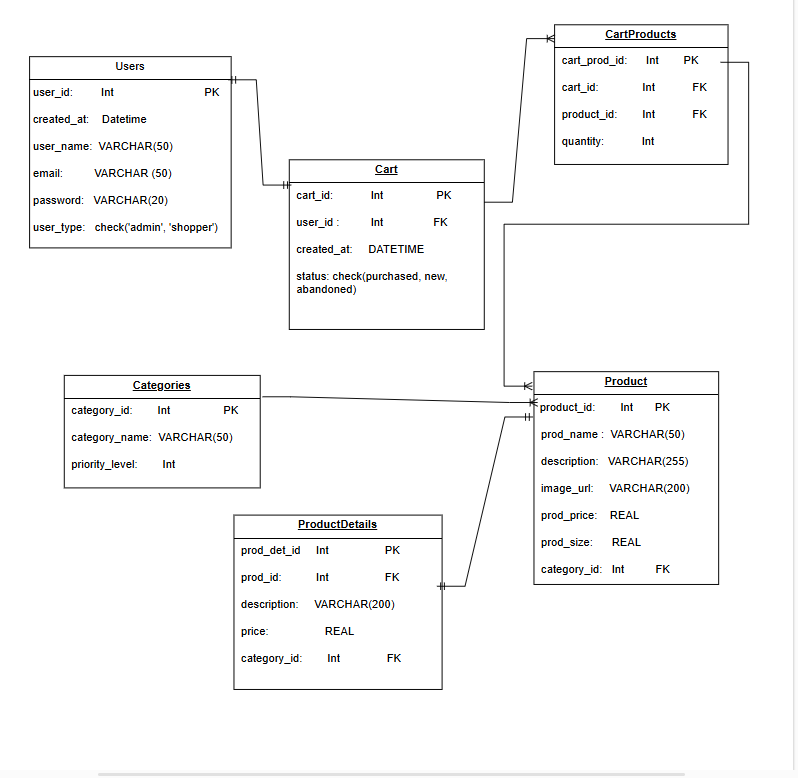 Users
user_id: Int PK
created_at: Datetime
user_name: VARCHAR(50)
email: VARCHAR (50)
password: VARCHAR(20)
user_type: check('admin', 'shopper')
Cart
cart_id: Int PK
user_id : Int FK
created_at: DATETIME
status: check(purchased, new,
abandoned)
CartProducts
cart_prod_id: Int PK
cart_id: Int FK
product_id: Int FK
quantity: Int
Categories
category_id: Int PK
category_name: VARCHAR(50)
priority_level: Int
Product
product_id: Int PK
prod_name : VARCHAR(50)
description: VARCHAR(255)
image_url: VARCHAR(200)
prod_price: REAL
prod_size: REAL
category_id: Int FK
ProductDetails
prod_det_id Int PK
prod_id: Int FK
description: VARCHAR(200)
price: REAL
category_id: Int FK